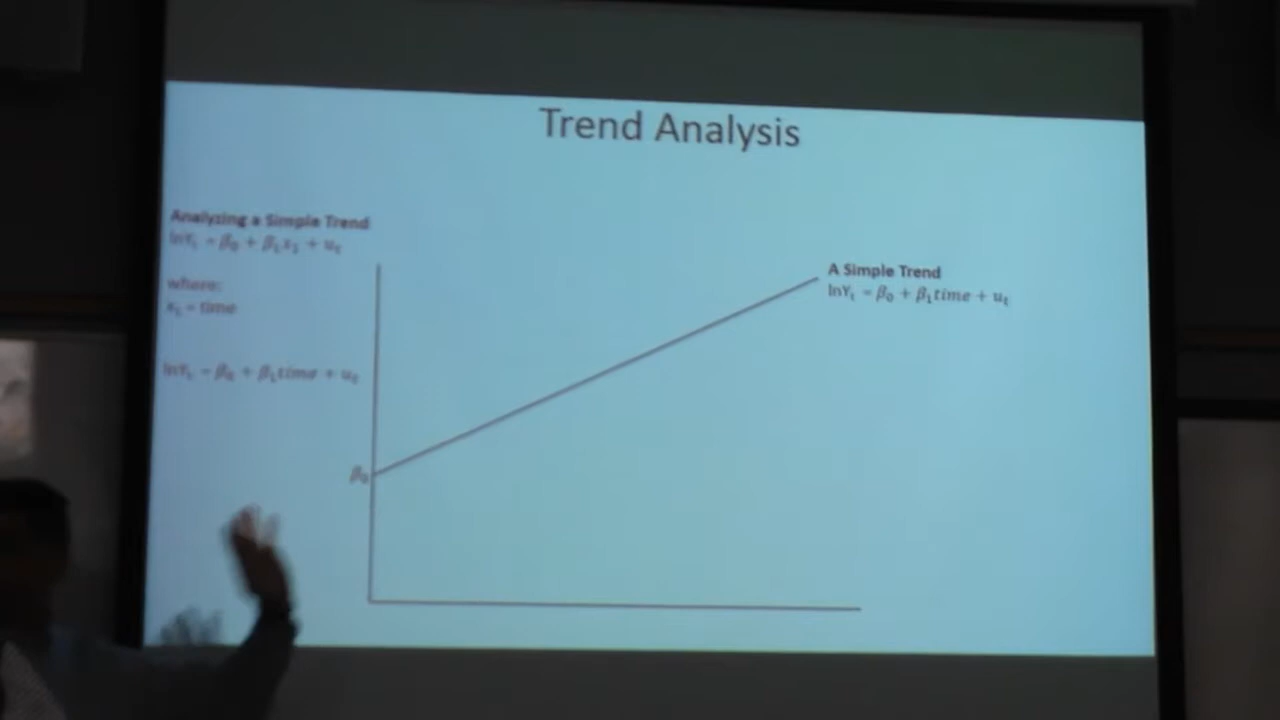 Trend Analysis
Analyzing a Simple Trend
lnYₜ = β₀ + β₁x₁ + uₜ
where:
x₁ = time
lnYₜ = β₀ + β₁time + uₜ
A Simple Trend
lnYₜ = β₀ + β₁time + uₜ
β₀